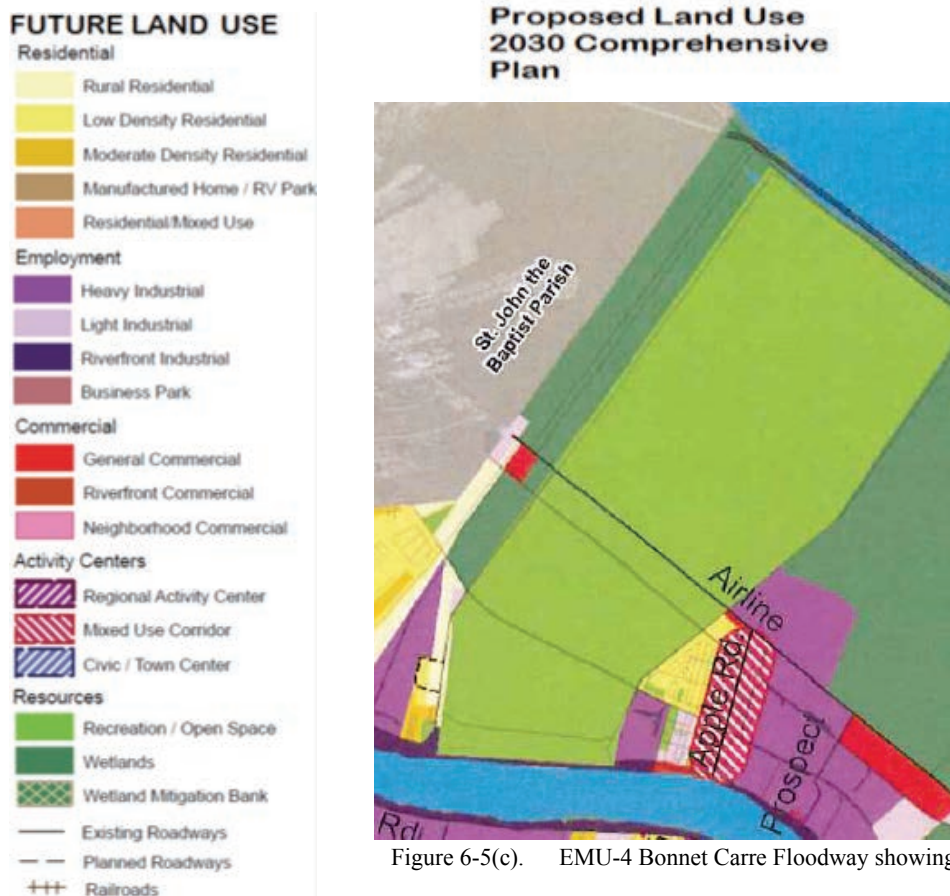 FUTURE LAND USE
Residential
Rural Residential
Low Density Residential
Moderate Density Residential
Manufactured Home / RV Park
Residential/Mixed Use
Employment
Heavy Industrial
Light Industrial
Riverfront Industrial
Business Park
Commercial
General Commercial
Riverfront Commercial
Neighborhood Commercial
Activity Centers
Regional Activity Center
Mixed Use Corridor
Civic / Town Center
Resources
Recreation / Open Space
Wetlands
Wetland Mitigation Bank
Existing Roadways
Planned Roadways
Railroads
Proposed Land Use
2030 Comprehensive
Plan
St. John the
Baptist Parish
Airline
Apple Rd.
Prospect
Rd
Figure 6-5(c). EMU-4 Bonnet Carre Floodway showing